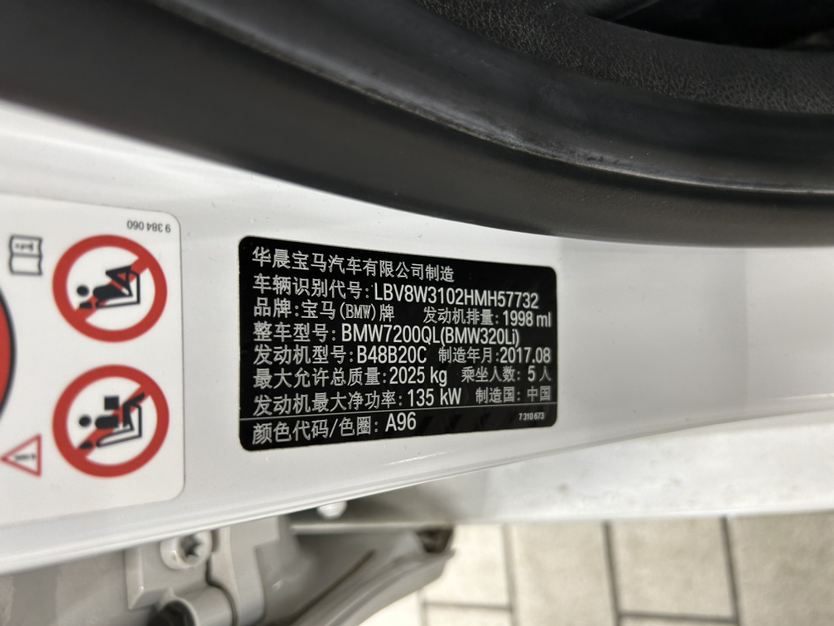 9 384 060
华晨宝马汽车有限公司制造
车辆识别代号: LBV8W3102HMH57732
品牌: 宝马(BMW)牌 发动机排量: 1998 ml
整车型号: BMW7200QL(BMW320Li)
发动机型号: B48B20C 制造年月: 2017.08
最大允许总质量: 2025 kg 乘坐人数: 5 人
发动机最大净功率: 135 kW 制造国: 中国
颜色代码/色圈: A96 7 310 673